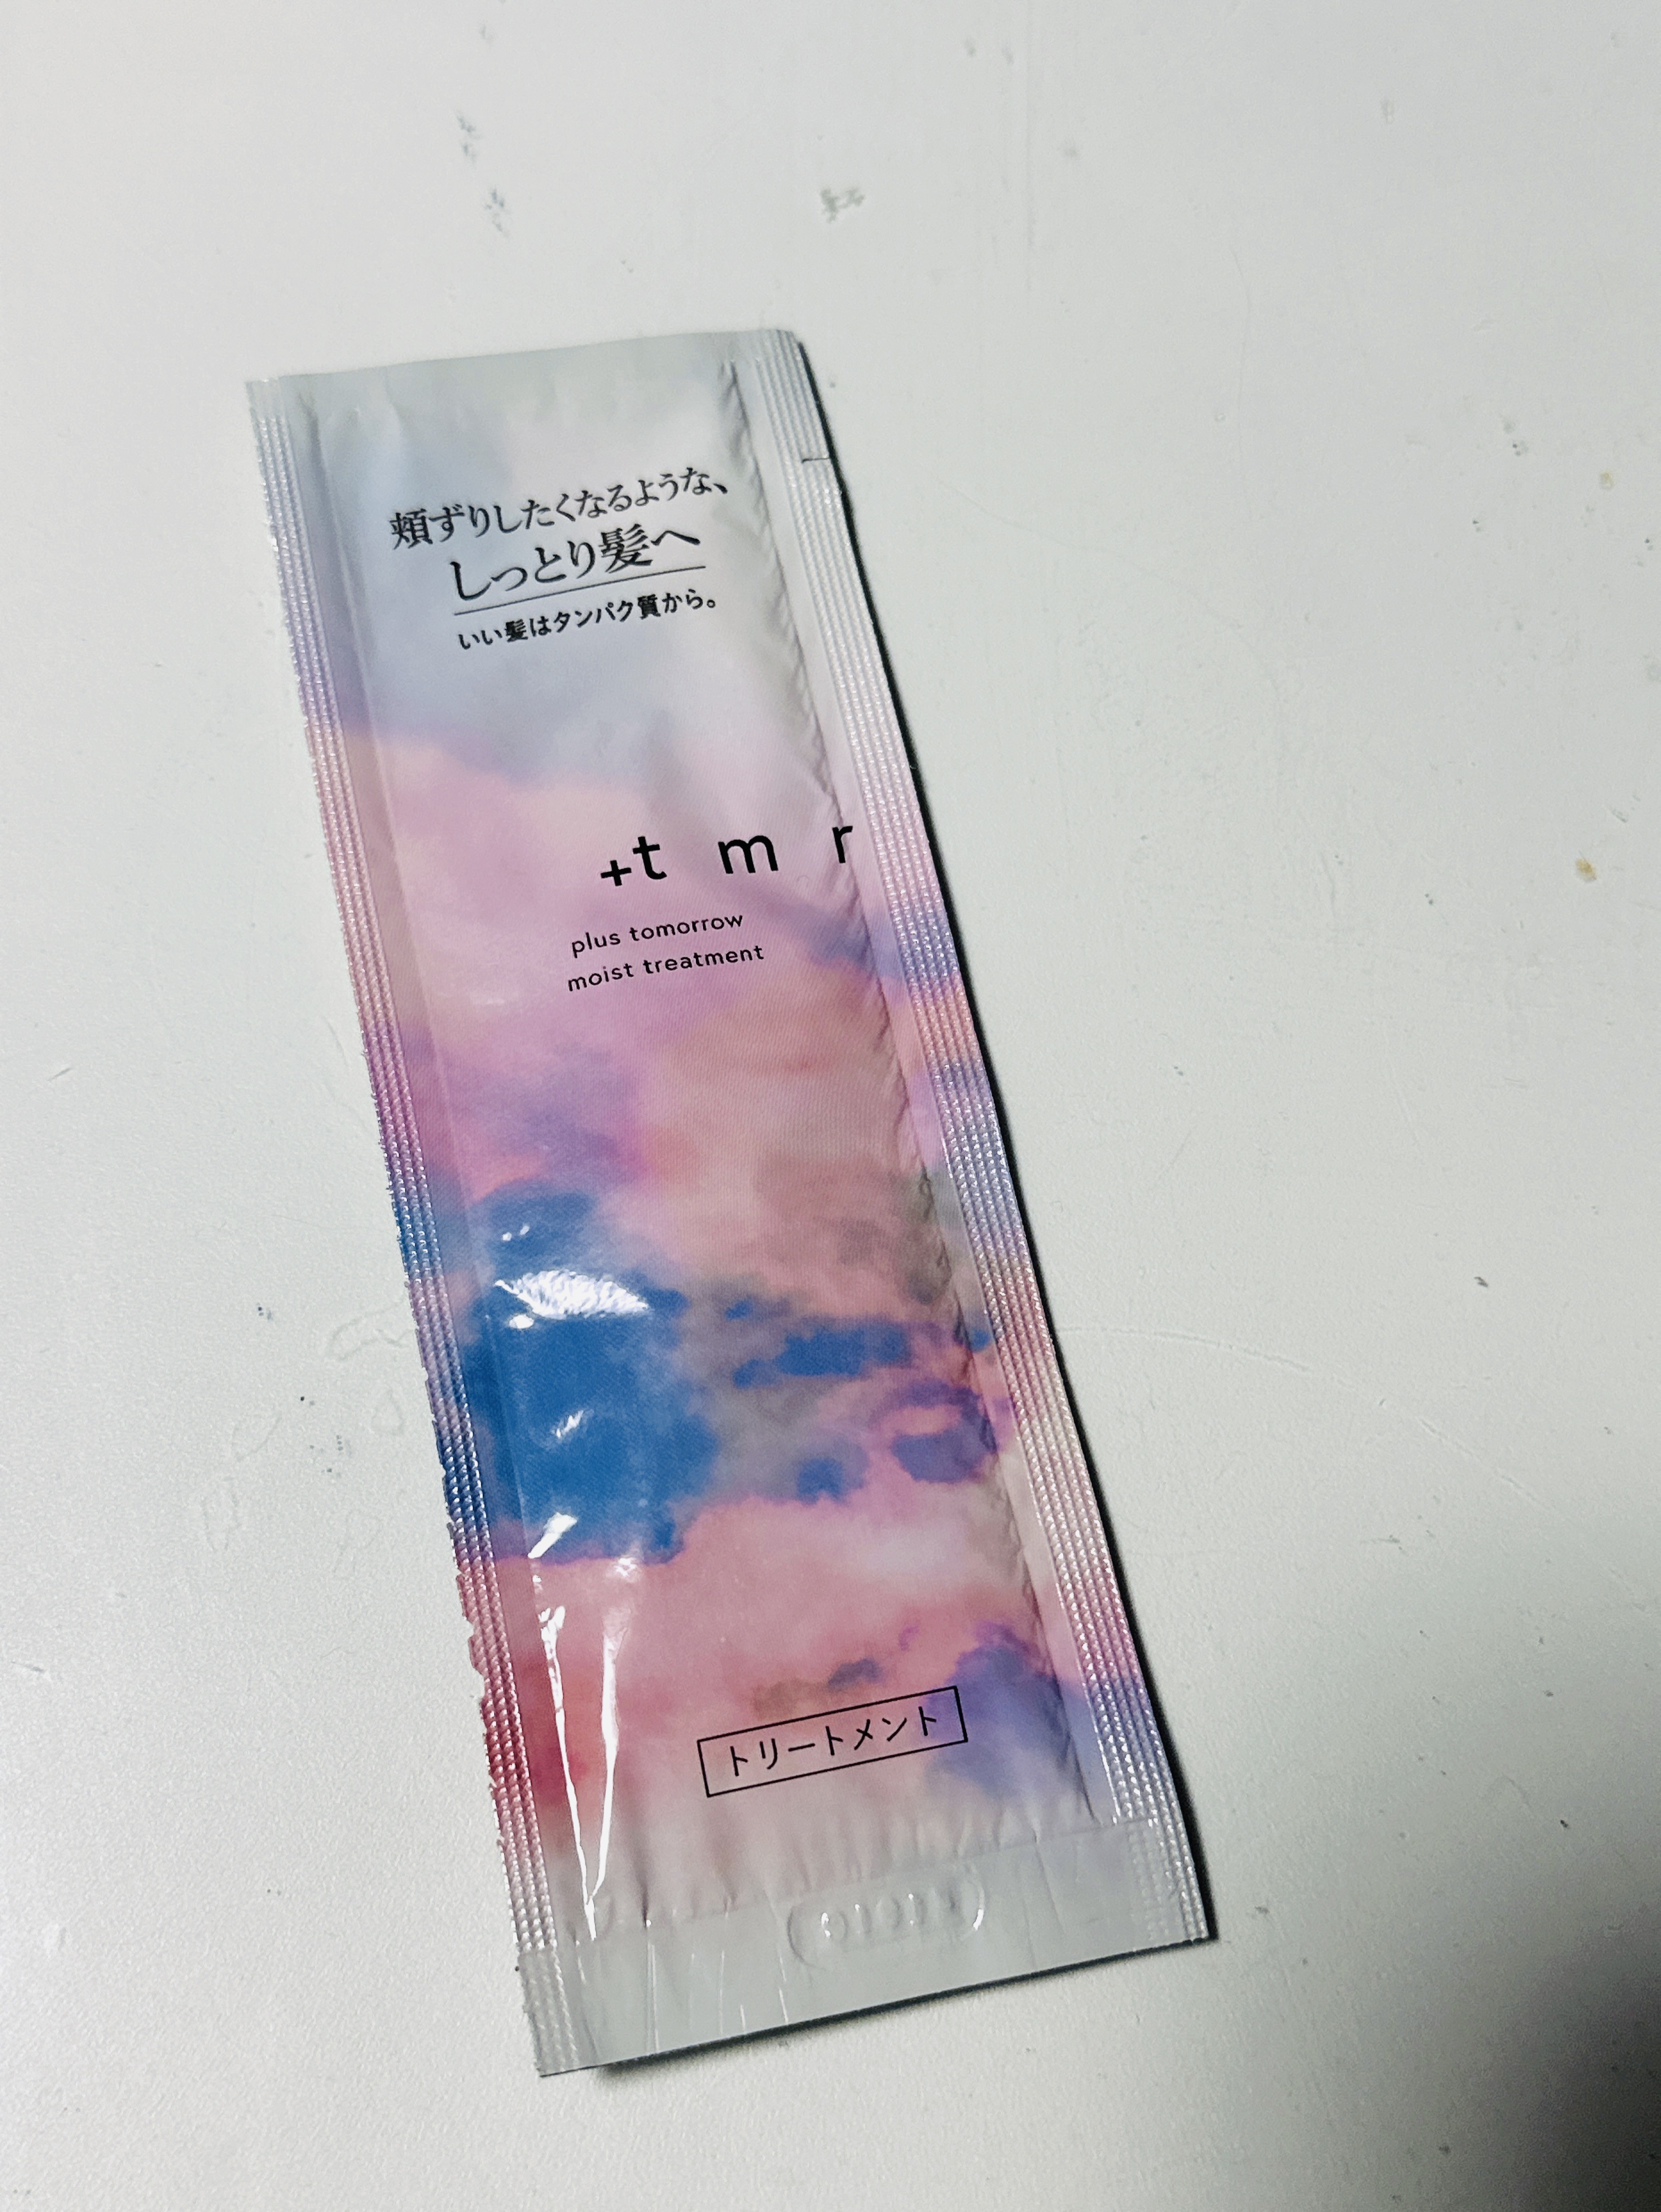 頬ずりしたくなるような、
しっとり髪へ
いい髪はタンパク質から。
+t m r
plus tomorrow
moist treatment
トリートメント